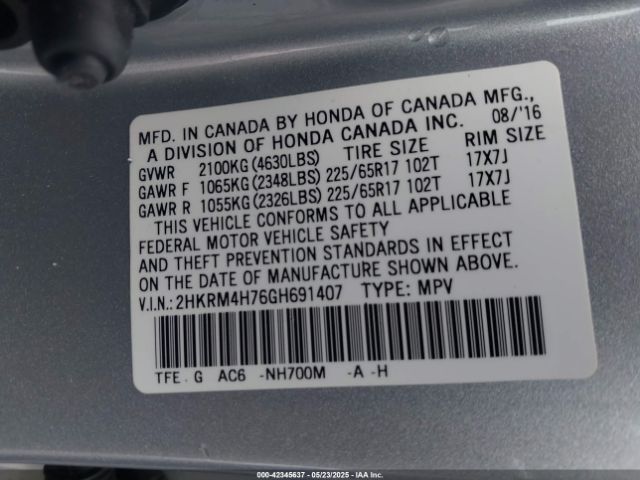 MFD. IN CANADA BY HONDA OF CANADA MFG.,
A DIVISION OF HONDA CANADA INC. 08/'16
GVWR 2100KG(4630LBS) TIRE SIZE RIM SIZE
GAWR F 1065KG(2348LBS) 225/65R17 102T 17X7J
GAWR R 1055KG(2326LBS) 225/65R17 102T 17X7J
THIS VEHICLE CONFORMS TO ALL APPLICABLE
FEDERAL MOTOR VEHICLE SAFETY
AND THEFT PREVENTION STANDARDS IN EFFECT
ON THE DATE OF MANUFACTURE SHOWN ABOVE.
V.I.N.:2HKRM4H76GH691407 TYPE: MPV
TFE G AC6 -NH700M -A -H
000-42345637 - 05/23/2025 - IAAI